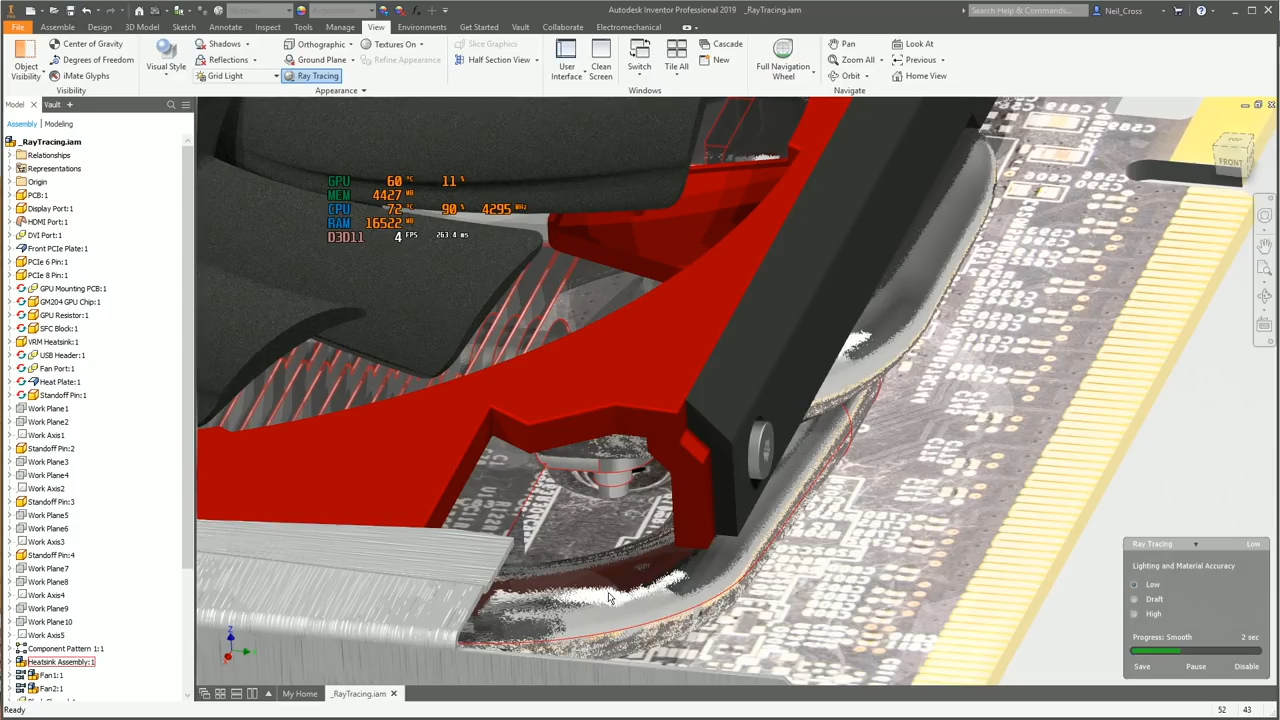 Autodesk Inventor Professional 2019 _RayTracing.iam
Search Help & Commands...
Neil_Cross
File Assemble Design 3D Model Sketch Annotate Inspect Tools Manage View Environments Get Started Vault Collaborate Electromechanical
Object Visibility
Center of Gravity
Degrees of Freedom
iMate Glyphs
Visibility
Visual Style
Shadows
Reflections
Grid Light
Orthographic
Ground Plane
Ray Tracing
Textures On
Refine Appearance
Appearance
Slice Graphics
Half Section View
User Interface
Clean Screen
Switch
Tile All
Cascade
New
Windows
Full Navigation Wheel
Pan
Zoom All
Orbit
Look At
Previous
Home View
Navigate
Model Vault
Assembly Modeling
_RayTracing.iam
Relationships
Representations
Origin
PCB:1
Display Port:1
HDMI Port:1
DVI Port:1
Front PCIe Plate:1
PCIe 6 Pin:1
PCIe 8 Pin:1
GPU Mounting PCB:1
GM204 GPU Chip:1
GPU Resistor:1
SFC Block:1
VRM Heatsink:1
USB Header:1
Fan Port:1
Heat Plate:1
Standoff Pin:1
Work Plane1
Work Plane2
Work Axis1
Standoff Pin:2
Work Plane3
Work Plane4
Work Axis2
Standoff Pin:3
Work Plane5
Work Plane6
Work Axis3
Standoff Pin:4
Work Plane7
Work Plane8
Work Axis4
Work Plane9
Work Plane10
Work Axis5
Component Pattern 1:1
Heatsink Assembly:1
Fan1:1
Fan2:1
GPU 60 °C 11 %
MEM 4427 MB
CPU 72 °C 90 % 4295 MHz
RAM 16522 MB
D3D11 4 FPS 263.4 ms
TOP
FRONT
Ray Tracing Low
Lighting and Material Accuracy
Low
Draft
High
Progress: Smooth 2 sec
Save Pause Disable
Z
My Home _RayTracing.iam
Ready 52 43